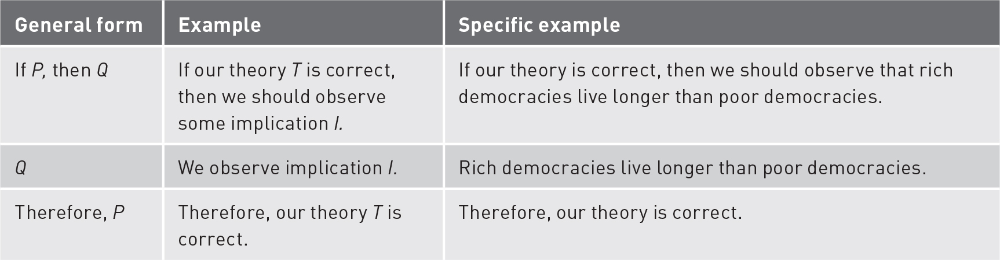 General form Example Specific example
If P, then Q
If our theory T is correct,
then we should observe
some implication I.
If our theory is correct, then we should observe that rich
democracies live longer than poor democracies.
Q
We observe implication I.
Rich democracies live longer than poor democracies.
Therefore, P
Therefore, our theory T is
correct.
Therefore, our theory is correct.